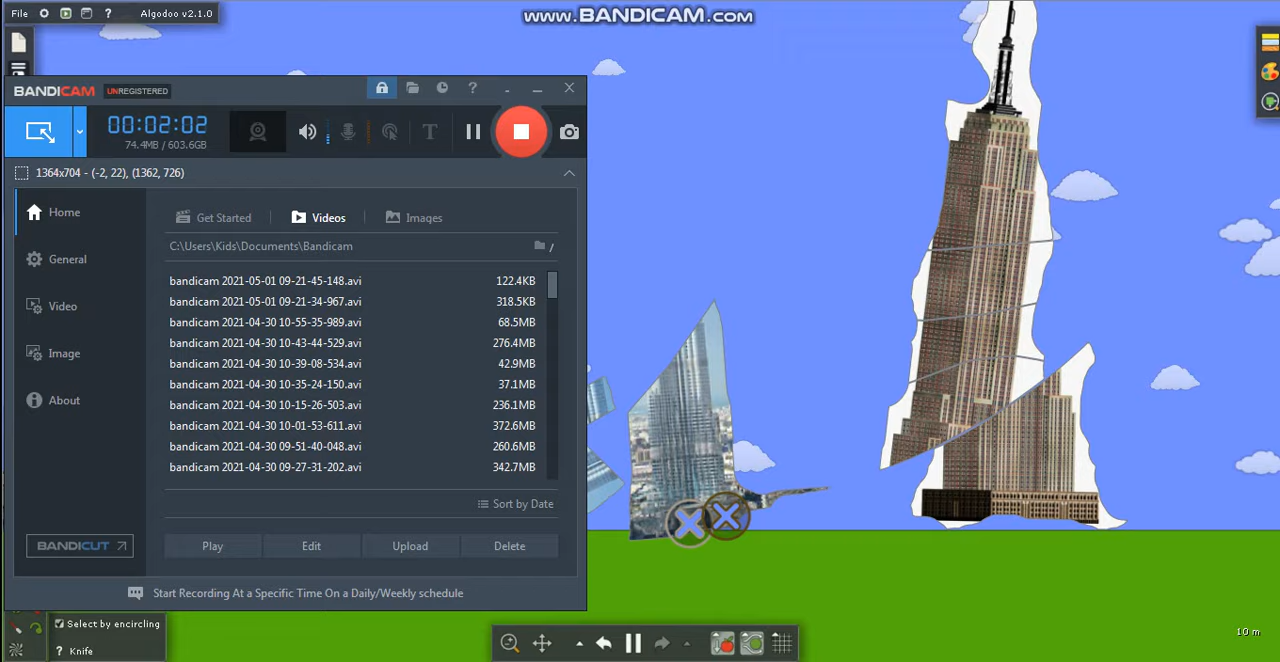 File ? Algodoo v2.1.0
www.BANDICAM.com
BANDICAM UNREGISTERED
?
00:02:02
74.4MB / 603.6GB
T
1364x704 - (-2, 22), (1362, 726)
Home
General
Video
Image
About
BANDICUT
Get Started
Videos
Images
C:\Users\Kids\Documents\Bandicam
/
bandicam 2021-05-01 09-21-45-148.avi 122.4KB
bandicam 2021-05-01 09-21-34-967.avi 318.5KB
bandicam 2021-04-30 10-55-35-989.avi 68.5MB
bandicam 2021-04-30 10-43-44-529.avi 276.4MB
bandicam 2021-04-30 10-39-08-534.avi 42.9MB
bandicam 2021-04-30 10-35-24-150.avi 37.1MB
bandicam 2021-04-30 10-15-26-503.avi 236.1MB
bandicam 2021-04-30 10-01-53-611.avi 372.6MB
bandicam 2021-04-30 09-51-40-048.avi 260.6MB
bandicam 2021-04-30 09-27-31-202.avi 342.7MB
Sort by Date
Play Edit Upload Delete
Start Recording At a Specific Time On a Daily/Weekly schedule
Select by encircling
? Knife
10 m